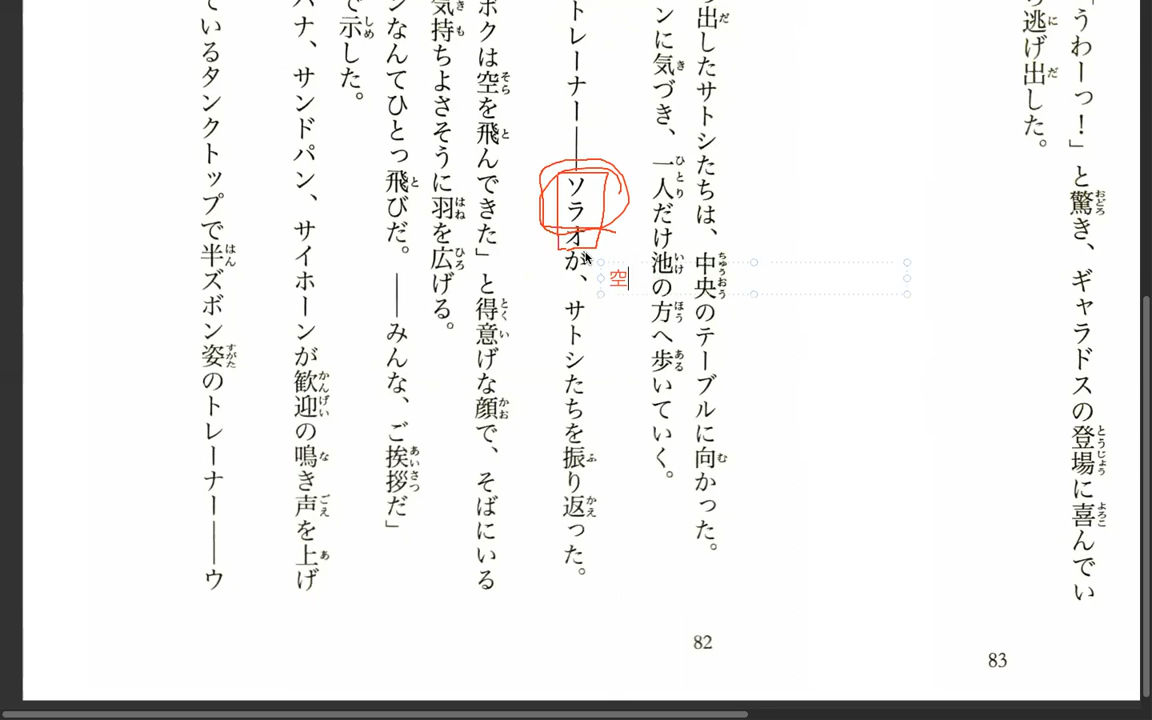 「うわーっ！」と驚き、ギャラドスの登場に喜んでい
逃げ出した。
出したサトシたちは、中央のテーブルに向かった。
ンに気づき、一人だけ池の方へ歩いていく。
トレーナー――ソラオが、サトシたちを振り返った。
空
ボクは空を飛んできた」と得意げな顔で、そばにいる
気持ちよさそうに羽を広げる。
ンなんてひとっ飛びだ。――みんな、ご挨拶だ」
で示した。
バナ、サンドパン、サイホーンが歓迎の鳴き声を上げ
ているタンクトップで半ズボン姿のトレーナー――ウ
82
83